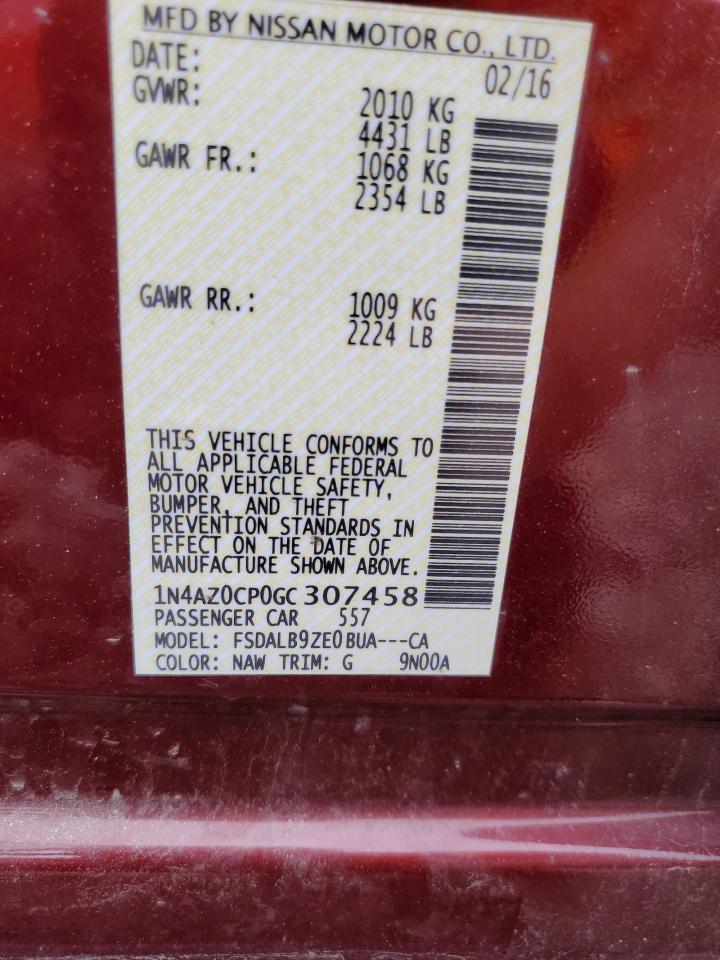 MFD BY NISSAN MOTOR CO., LTD.
DATE: 02/16
GVWR: 2010 KG
4431 LB
GAWR FR.: 1068 KG
2354 LB
GAWR RR.: 1009 KG
2224 LB
THIS VEHICLE CONFORMS TO
ALL APPLICABLE FEDERAL
MOTOR VEHICLE SAFETY,
BUMPER, AND THEFT
PREVENTION STANDARDS IN
EFFECT ON THE DATE OF
MANUFACTURE SHOWN ABOVE.
1N4AZ0CP0GC 307458
PASSENGER CAR 557
MODEL: FSDALB9ZE0BUA---CA
COLOR: NAW TRIM: G 9N00A